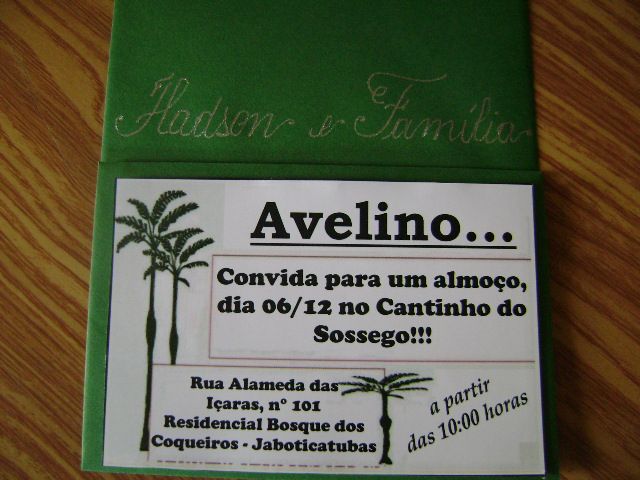 Hadson e Família
Avelino...
Convida para um almoço,
dia 06/12 no Cantinho do
Sossego!!!
Rua Alameda das
Içaras, nº 101
Residencial Bosque dos
Coqueiros - Jaboticatubas
a partir
das 10:00 horas